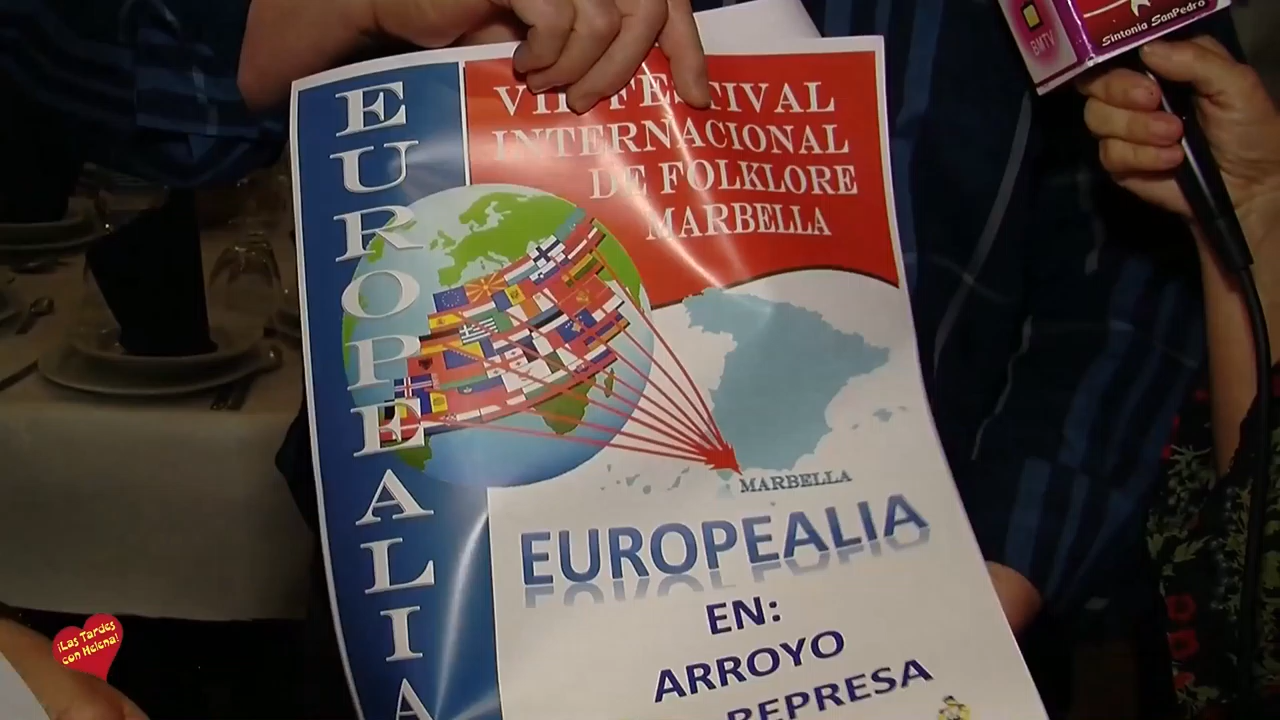 EUROPEALIA
VII FESTIVAL
INTERNACIONAL
DE FOLKLORE
MARBELLA
MARBELLA
EUROPEALIA
EN:
ARROYO
REPRESA
BMTV
Sintonia SanPedro
¡Las Tardes
con Helena!